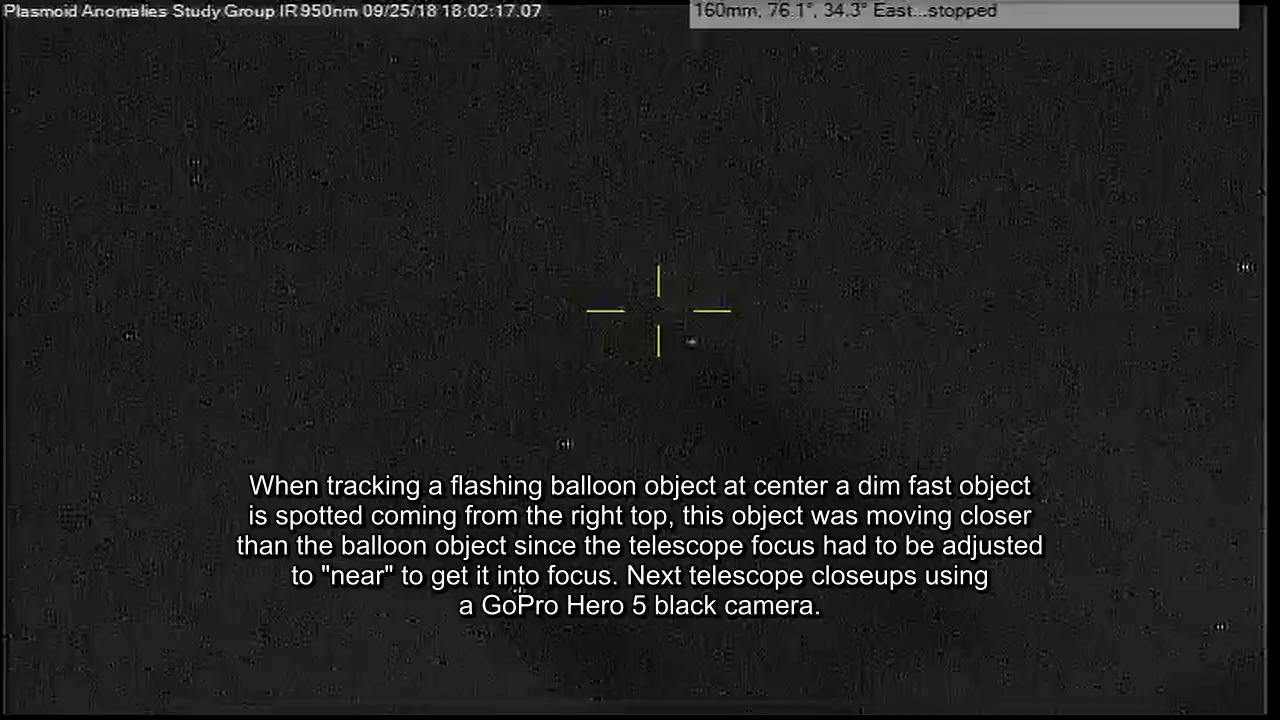 Plasmoid Anomalies Study Group IR 950nm 09/25/18 18:02:17.07
160mm, 76.1°, 34.3° East...stopped
When tracking a flashing balloon object at center a dim fast object
is spotted coming from the right top, this object was moving closer
than the balloon object since the telescope focus had to be adjusted
to "near" to get it into focus. Next telescope closeups using
a GoPro Hero 5 black camera.